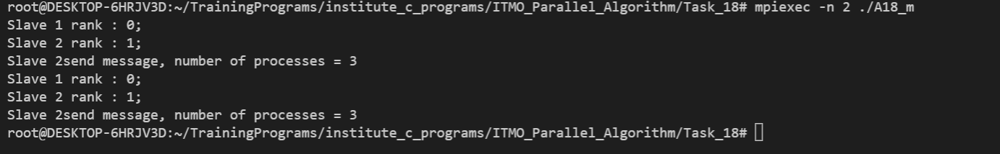 root@DESKTOP-6HRJV3D:~/TrainingPrograms/institute_c_programs/ITMO_Parallel_Algorithm/Task_18# mpiexec -n 2 ./A18_m
Slave 1 rank : 0;
Slave 2 rank : 1;
Slave 2send message, number of processes = 3
Slave 1 rank : 0;
Slave 2 rank : 1;
Slave 2send message, number of processes = 3
root@DESKTOP-6HRJV3D:~/TrainingPrograms/institute_c_programs/ITMO_Parallel_Algorithm/Task_18#